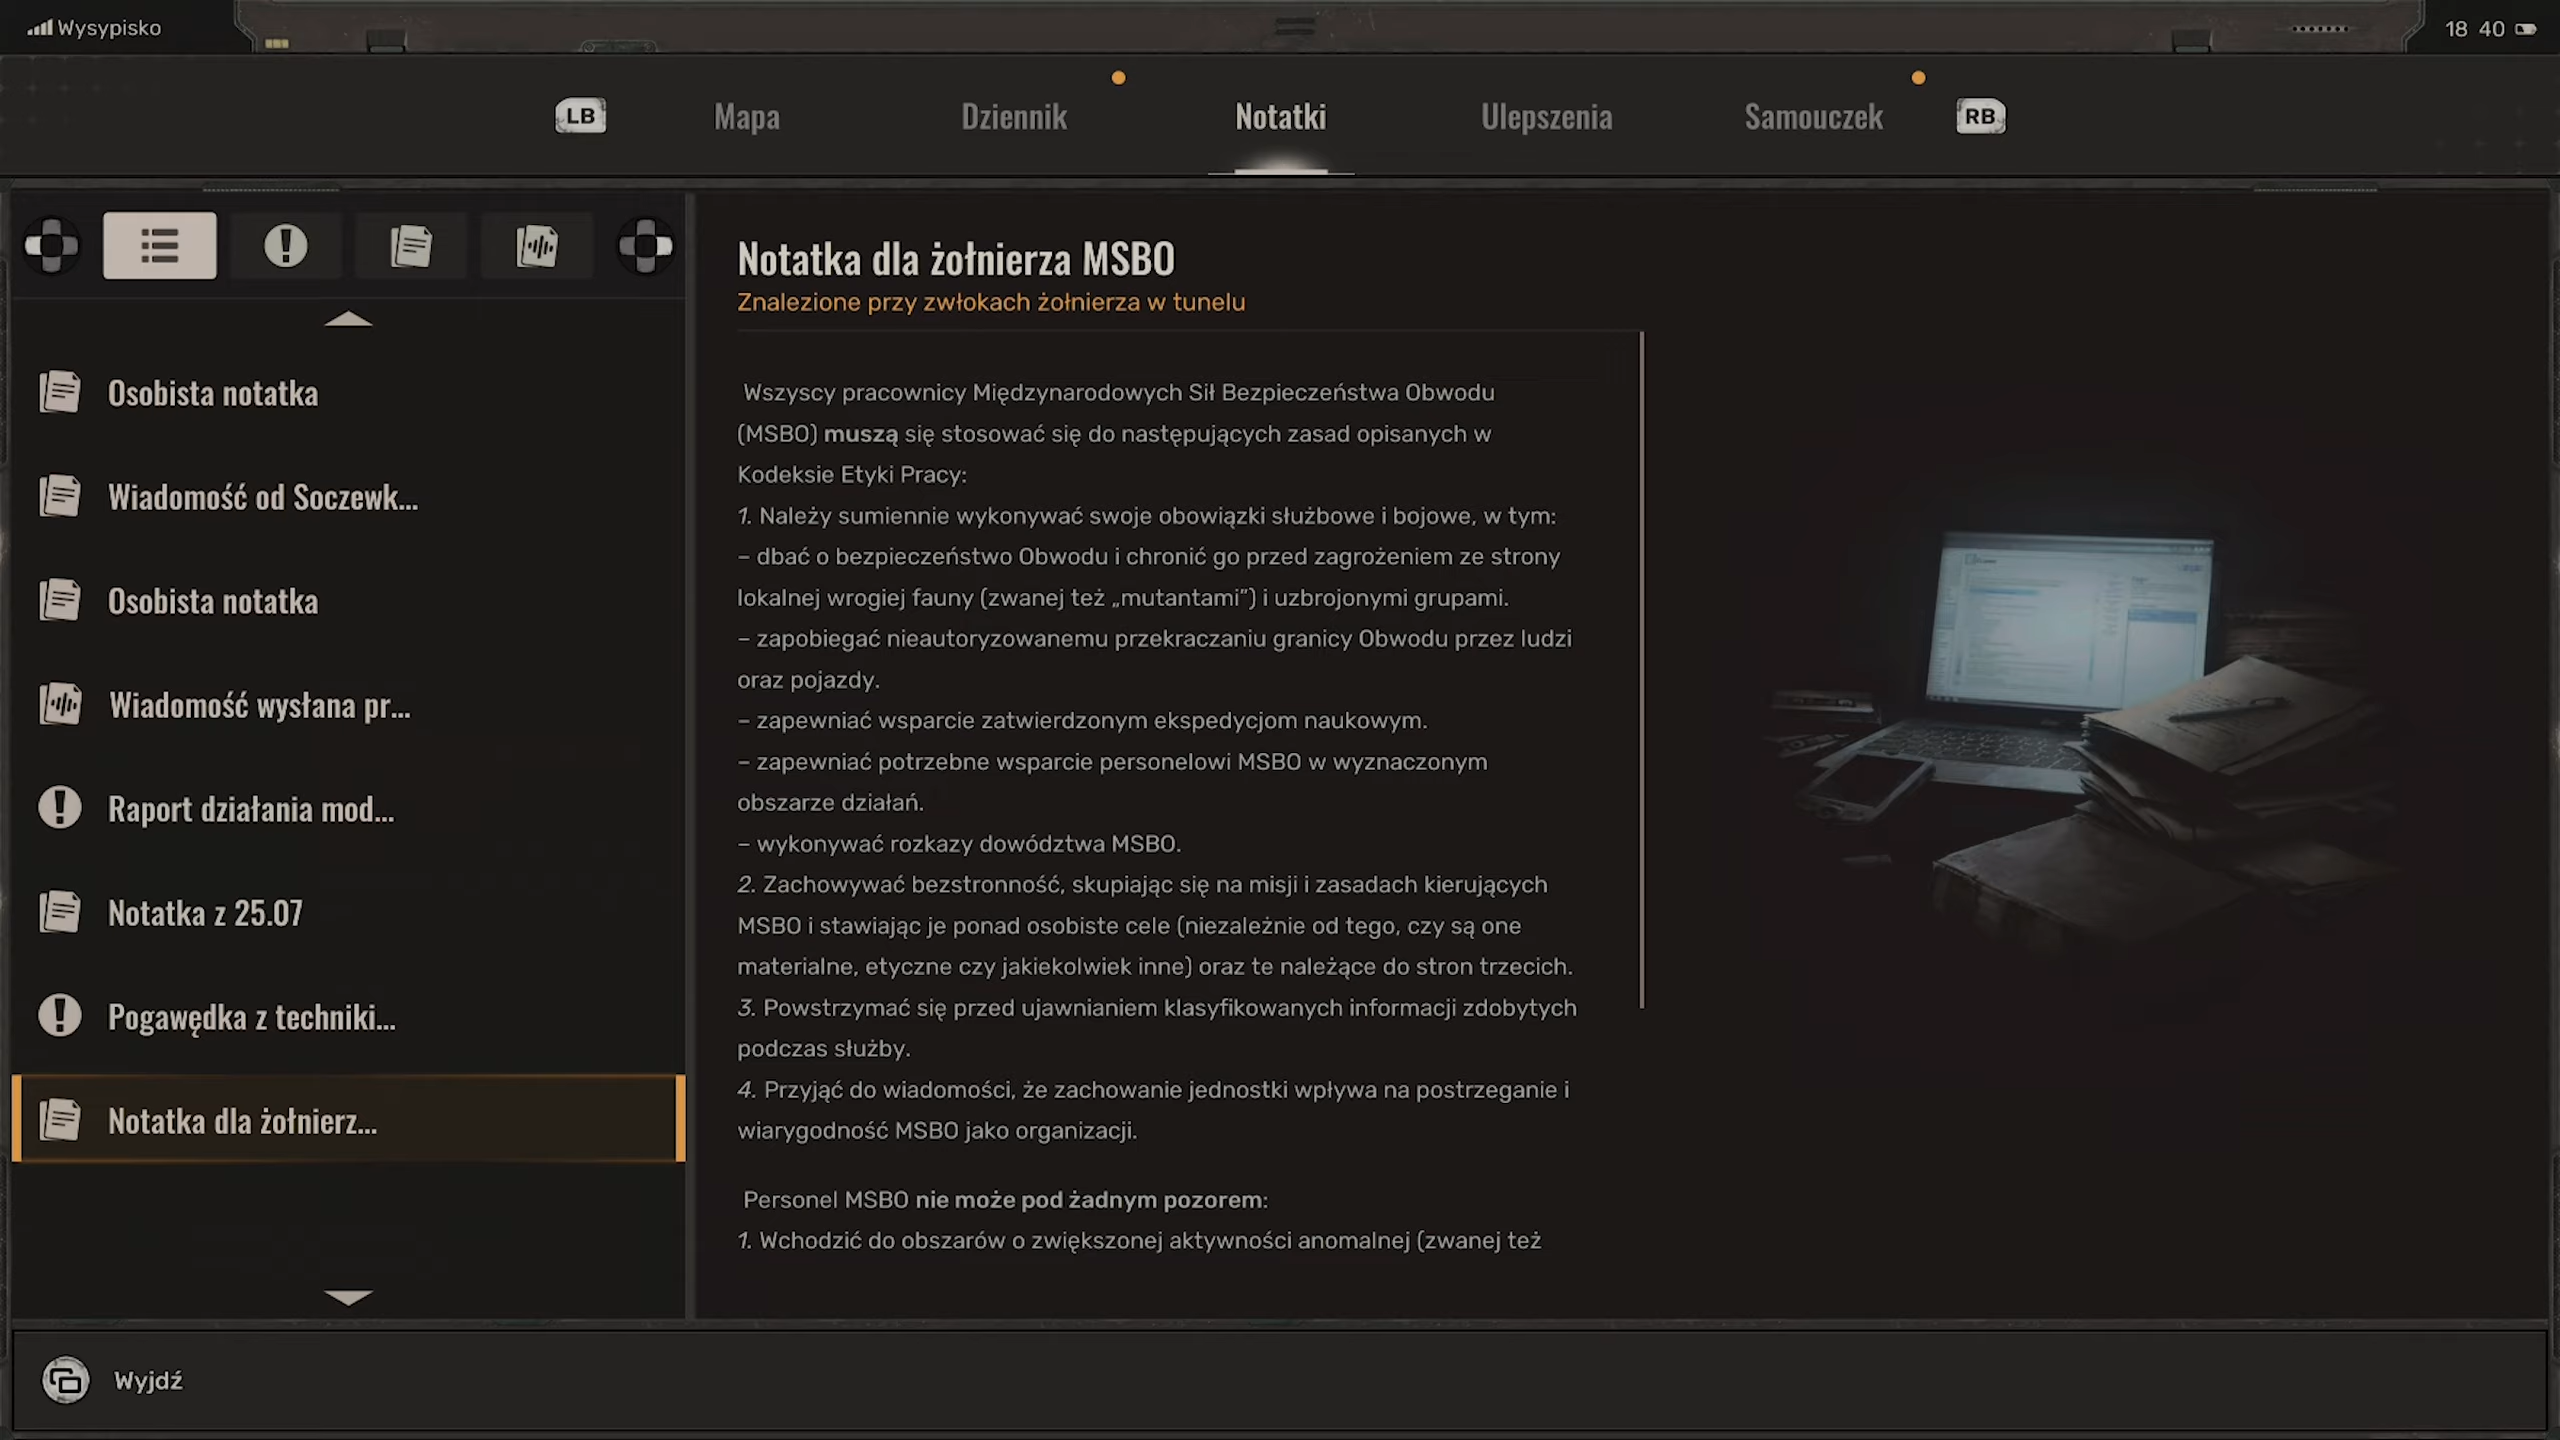 Wysypisko
18 40
LB
Mapa
Dziennik
Notatki
Ulepszenia
Samouczek
RB
Osobista notatka
Wiadomość od Soczewk...
Osobista notatka
Wiadomość wysłana pr...
Raport działania mod...
Notatka z 25.07
Pogawędka z techniki...
Notatka dla żołnierz...
Notatka dla żołnierza MSBO
Znalezione przy zwłokach żołnierza w tunelu
Wszyscy pracownicy Międzynarodowych Sił Bezpieczeństwa Obwodu
(MSBO) muszą się stosować się do następujących zasad opisanych w
Kodeksie Etyki Pracy:
1. Należy sumiennie wykonywać swoje obowiązki służbowe i bojowe, w tym:
– dbać o bezpieczeństwo Obwodu i chronić go przed zagrożeniem ze strony
lokalnej wrogiej fauny (zwanej też „mutantami”) i uzbrojonymi grupami.
– zapobiegać nieautoryzowanemu przekraczaniu granicy Obwodu przez ludzi
oraz pojazdy.
– zapewniać wsparcie zatwierdzonym ekspedycjom naukowym.
– zapewniać potrzebne wsparcie personelowi MSBO w wyznaczonym
obszarze działań.
– wykonywać rozkazy dowództwa MSBO.
2. Zachowywać bezstronność, skupiając się na misji i zasadach kierujących
MSBO i stawiając je ponad osobiste cele (niezależnie od tego, czy są one
materialne, etyczne czy jakiekolwiek inne) oraz te należące do stron trzecich.
3. Powstrzymać się przed ujawnianiem klasyfikowanych informacji zdobytych
podczas służby.
4. Przyjąć do wiadomości, że zachowanie jednostki wpływa na postrzeganie i
wiarygodność MSBO jako organizacji.
Personel MSBO nie może pod żadnym pozorem:
1. Wchodzić do obszarów o zwiększonej aktywności anomalnej (zwanej też
Wyjdź